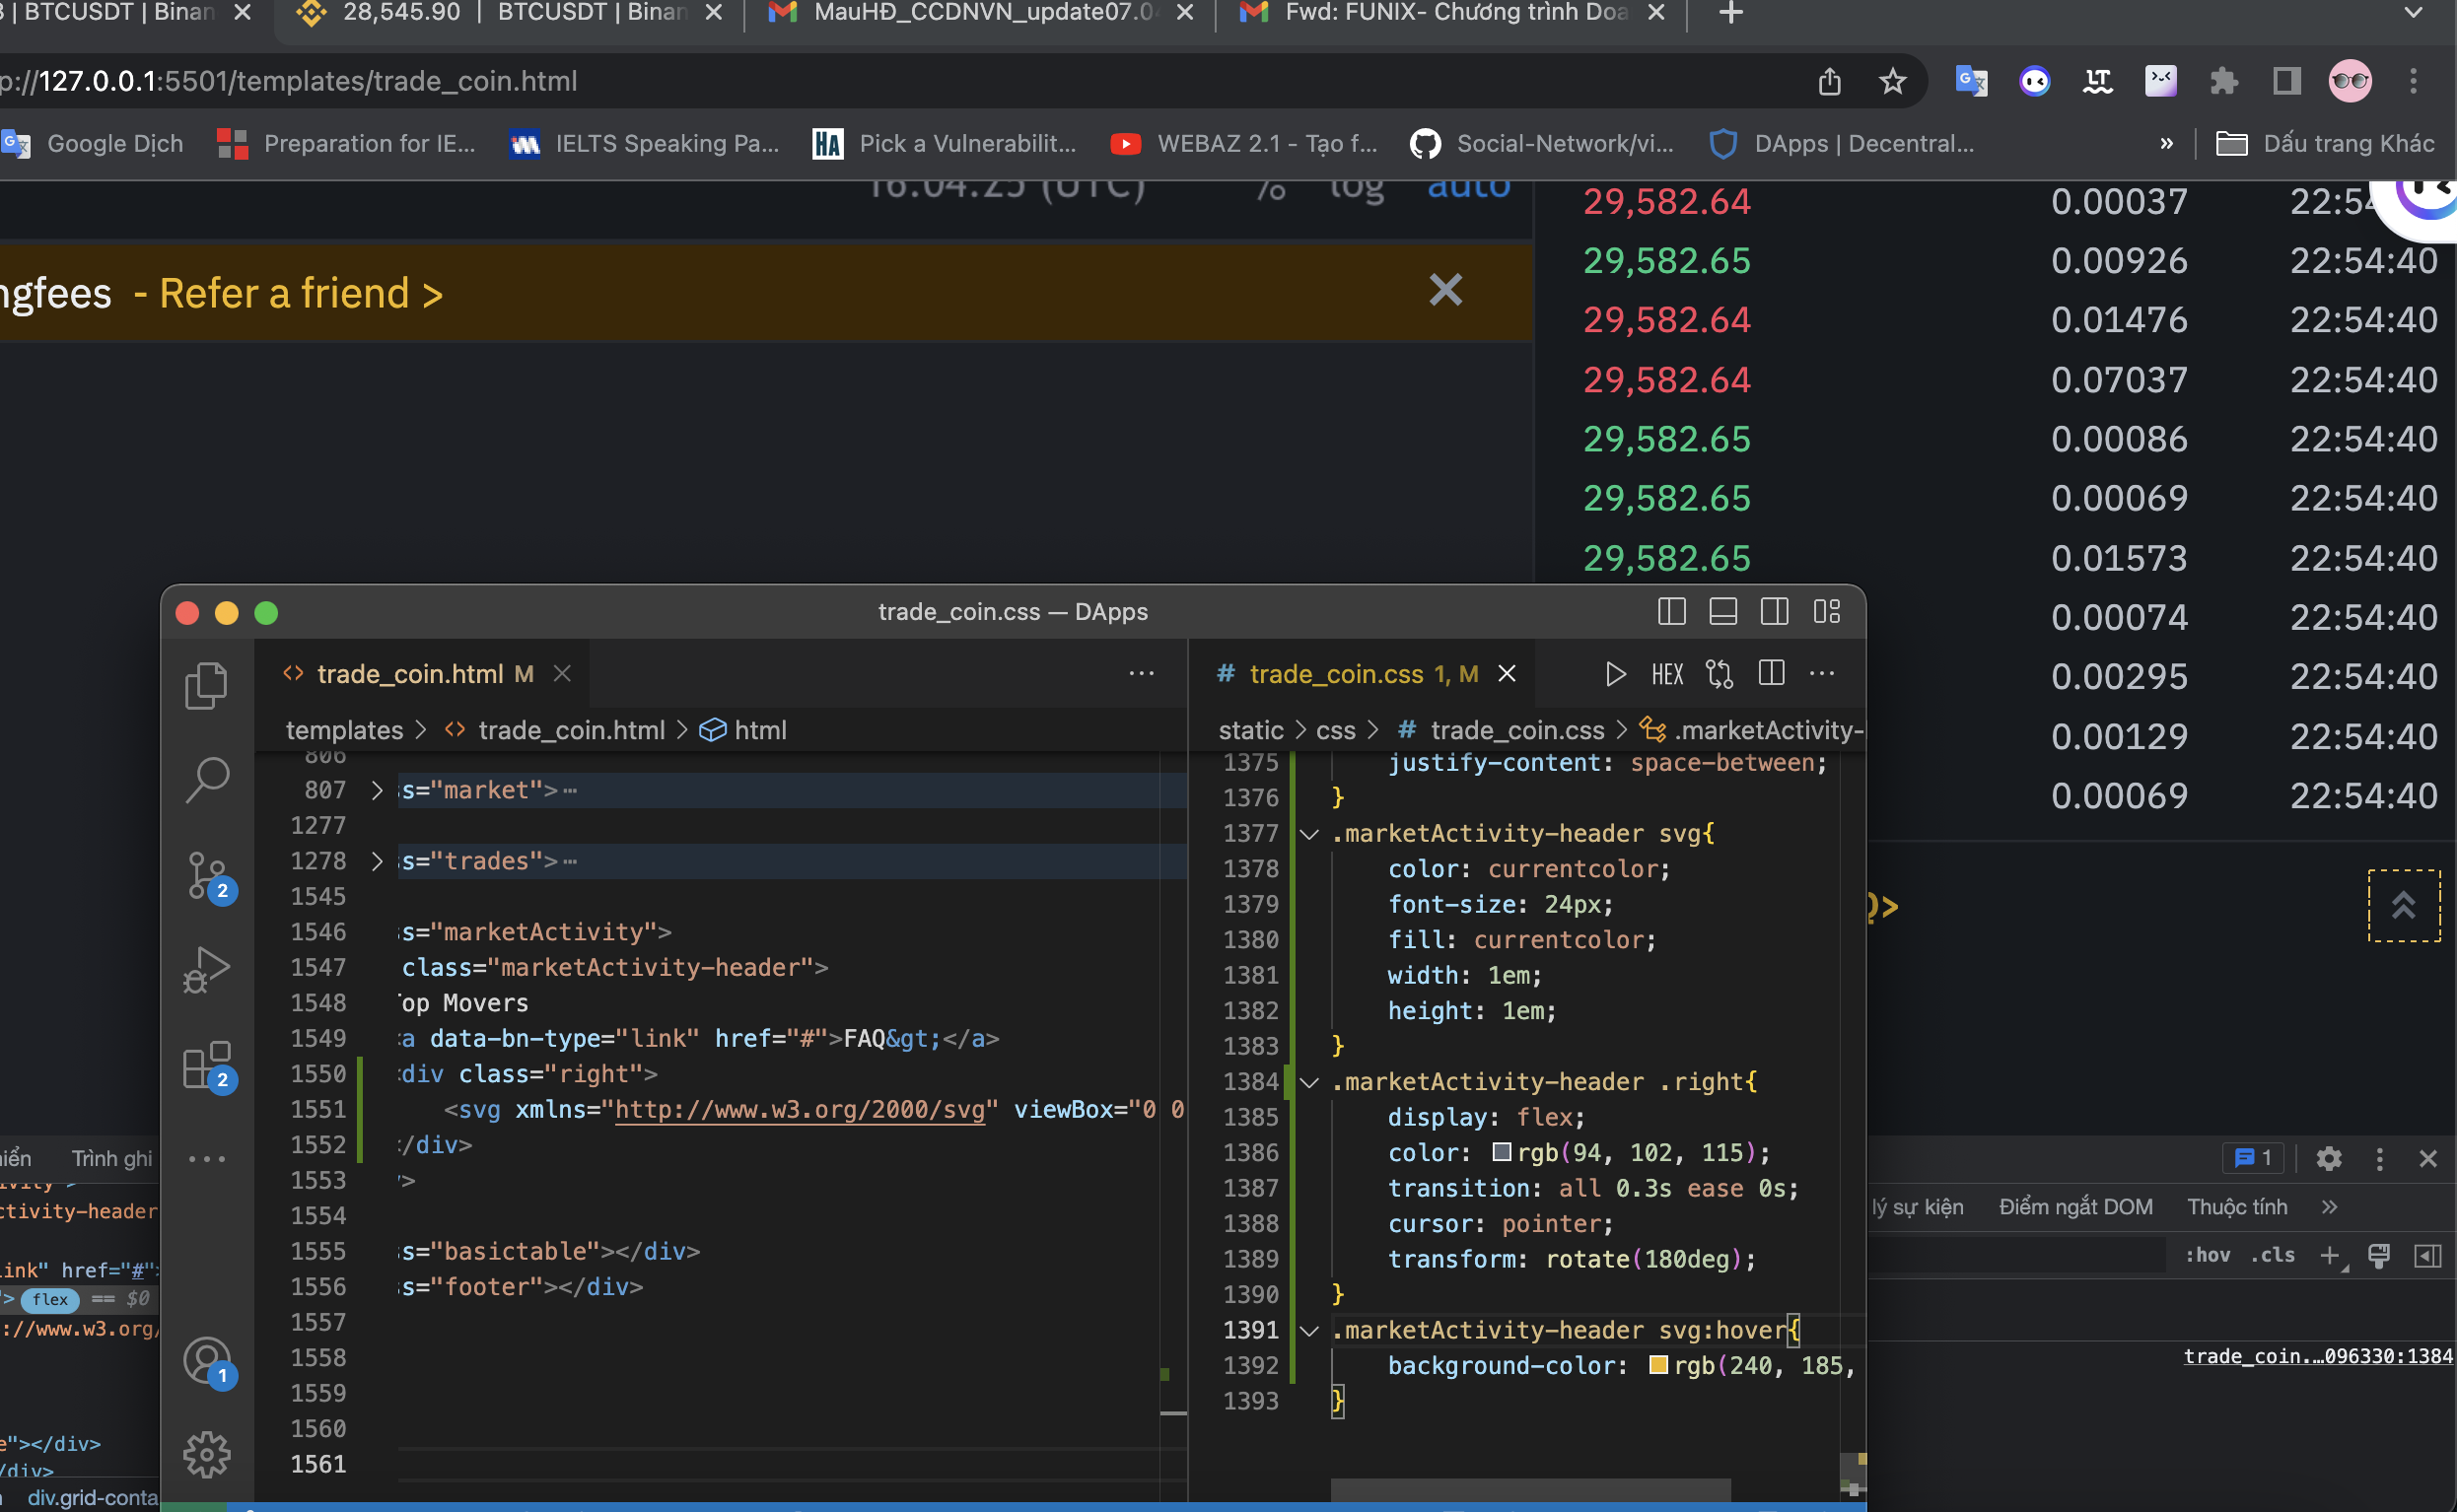 3 | BTCUSDT | Binan
28,545.90 | BTCUSDT | Binan
MauHĐ_CCDNVN_update07.0
Fwd: FUNIX- Chương trình Doa
p://127.0.0.1:5501/templates/trade_coin.html
Google Dịch
Preparation for IE...
IELTS Speaking Pa...
HA Pick a Vulnerabilit...
WEBAZ 2.1 - Tạo f...
Social-Network/vi...
DApps | Decentral...
»
Dấu trang Khác
16:04:25 (UTC) % log auto
29,582.64 0.00037 22:54
ngfees - Refer a friend >
29,582.65 0.00926 22:54:40
29,582.64 0.01476 22:54:40
29,582.64 0.07037 22:54:40
29,582.65 0.00086 22:54:40
29,582.65 0.00069 22:54:40
29,582.65 0.01573 22:54:40
0.00074 22:54:40
0.00295 22:54:40
0.00129 22:54:40
0.00069 22:54:40
trade_coin.css — DApps
trade_coin.html M
templates > trade_coin.html > html
806
807 ss="market">…
1277
1278 ss="trades">…
1545
1546 ss="marketActivity">
1547 class="marketActivity-header">
1548 Top Movers
1549 <a data-bn-type="link" href="#">FAQ&gt;</a>
1550 <div class="right">
1551 <svg xmlns="http://www.w3.org/2000/svg" viewBox="0 0
1552 </div>
1553 >
1554
1555 ss="basictable"></div>
1556 ss="footer"></div>
1557
1558
1559
1560
1561
2
2
1
# trade_coin.css 1, M
HEX
static > css > # trade_coin.css > .marketActivity-
1375 justify-content: space-between;
1376 }
1377 .marketActivity-header svg{
1378 color: currentcolor;
1379 font-size: 24px;
1380 fill: currentcolor;
1381 width: 1em;
1382 height: 1em;
1383 }
1384 .marketActivity-header .right{
1385 display: flex;
1386 color: rgb(94, 102, 115);
1387 transition: all 0.3s ease 0s;
1388 cursor: pointer;
1389 transform: rotate(180deg);
1390 }
1391 .marketActivity-header svg:hover{
1392 background-color: rgb(240, 185,
1393 }
Q>
iển Trình ghi
ctivity-header
ink" href="#">
"> flex == $0
://www.w3.org/
e"></div>
/div>
div.grid-conta
1
lý sự kiện Điểm ngắt DOM Thuộc tính »
:hov .cls +
trade_coin.…096330:1384